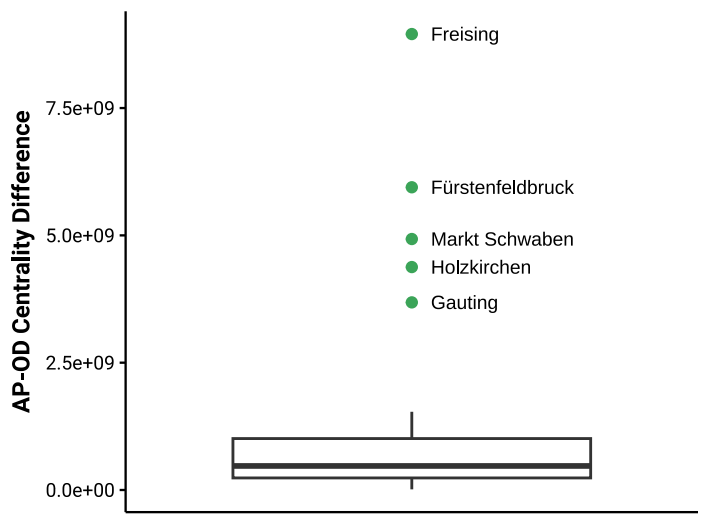 AP-OD Centrality Difference
7.5e+09
5.0e+09
2.5e+09
0.0e+00
Freising
Fürstenfeldbruck
Markt Schwaben
Holzkirchen
Gauting